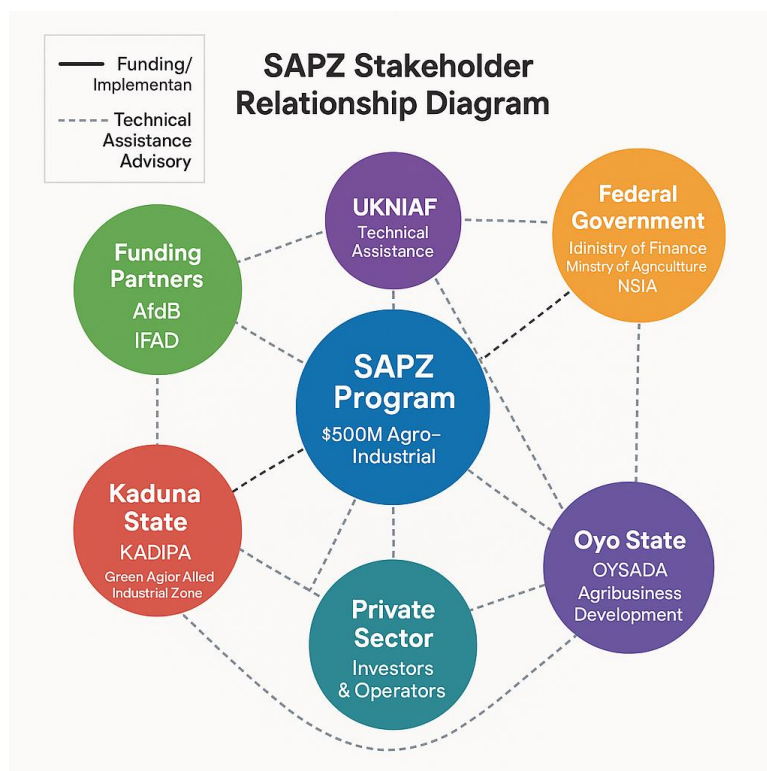 SAPZ Stakeholder
Relationship Diagram
Funding/
Implementan
Technical
Assistance
Advisory
UKNIAF
Technical
Assistance
Federal
Government
Idinistry of Finance
Minstry of Agncultture
NSIA
Funding
Partners
AfdB
IFAD
SAPZ
Program
$500M Agro–
Industrial
Kaduna
State
KADIPA
Green Agior Alled
Industrial Zone
Oyo State
OYSADA
Agribusiness
Development
Private
Sector
Investors
& Operators